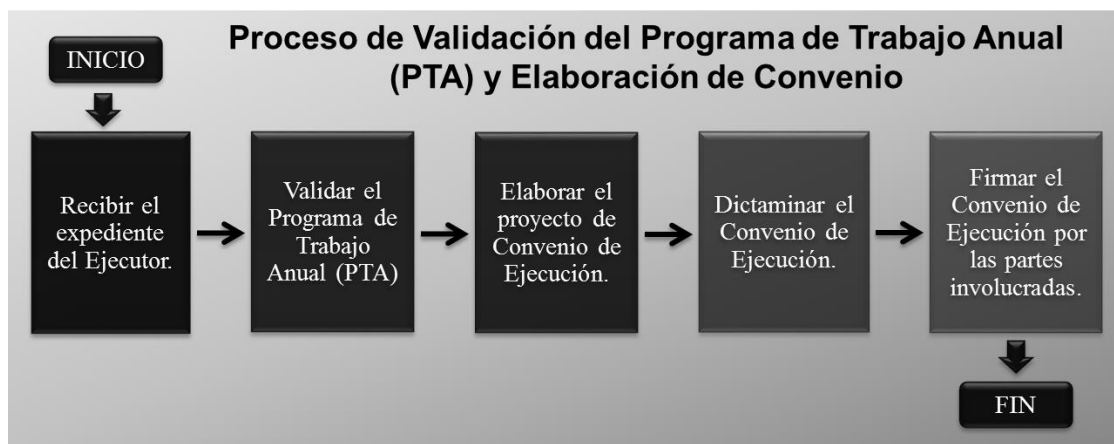 Proceso de Validación del Programa de Trabajo Anual
(PTA) y Elaboración de Convenio
INICIO
Recibir el
expediente
del Ejecutor.
Validar el
Programa de
Trabajo
Anual (PTA)
Elaborar el
proyecto de
Convenio de
Ejecución.
Dictaminar el
Convenio de
Ejecución.
Firmar el
Convenio de
Ejecución por
las partes
involucradas.
FIN